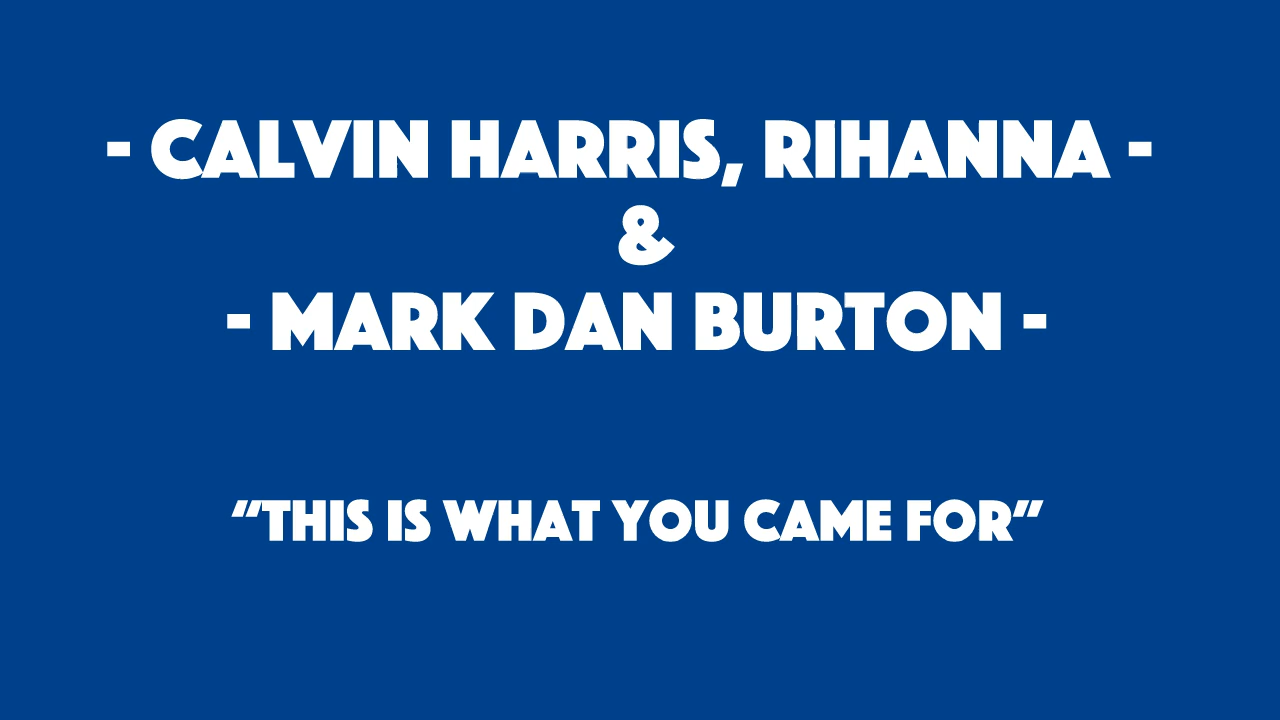 - CALVIN HARRIS, RIHANNA -
&
- MARK DAN BURTON -
“THIS IS WHAT YOU CAME FOR”